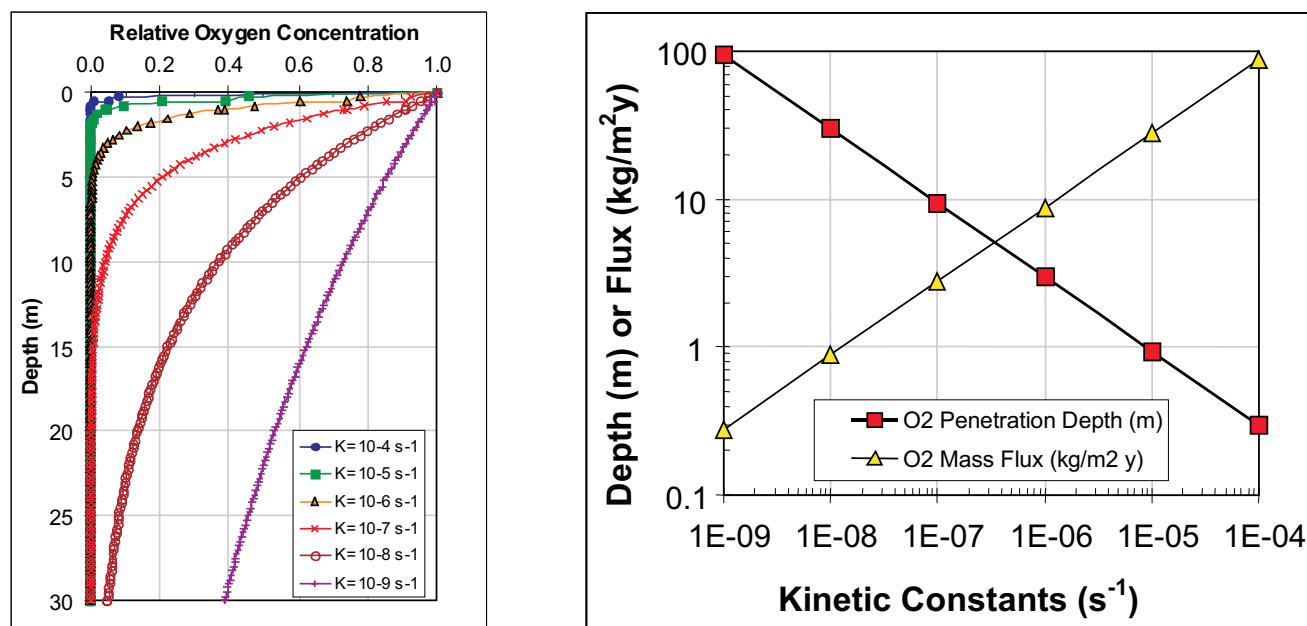 Relative Oxygen Concentration
0.0 0.2 0.4 0.6 0.8 1.0
0
5
10
15
20
25
30
Depth (m)
K=10-4 s-1
K=10-5 s-1
K=10-6 s-1
K=10-7 s-1
K=10-8 s-1
K=10-9 s-1
Depth (m) or Flux (kg/m²y)
100
10
1
0.1
O2 Penetration Depth (m)
O2 Mass Flux (kg/m2 y)
1E-09 1E-08 1E-07 1E-06 1E-05 1E-04
Kinetic Constants (s⁻¹)